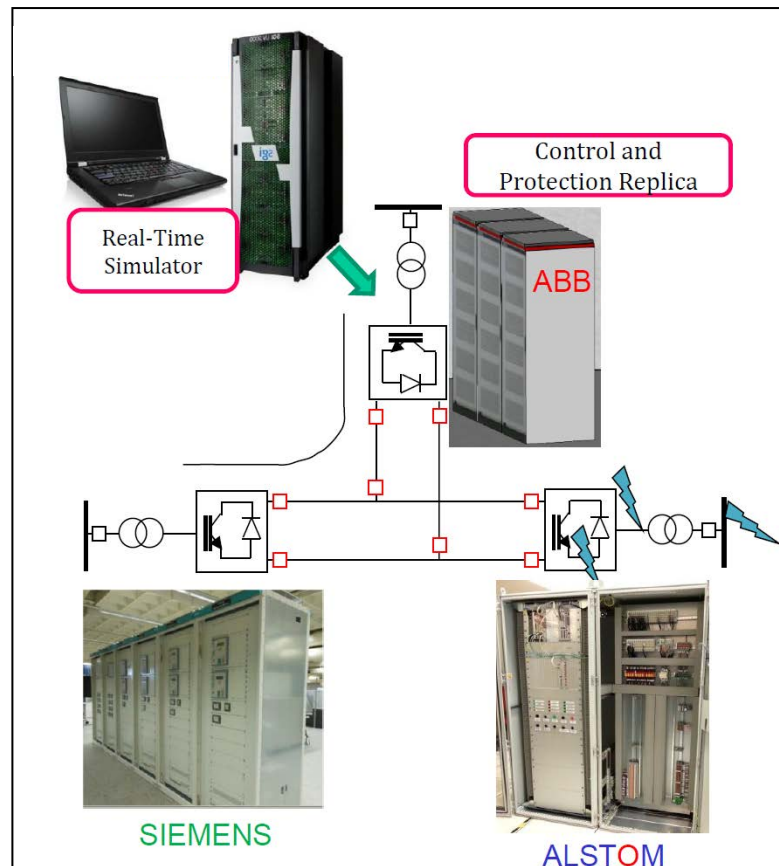 Real-Time
Simulator
Control and
Protection Replica
ABB
SIEMENS
ALSTOM